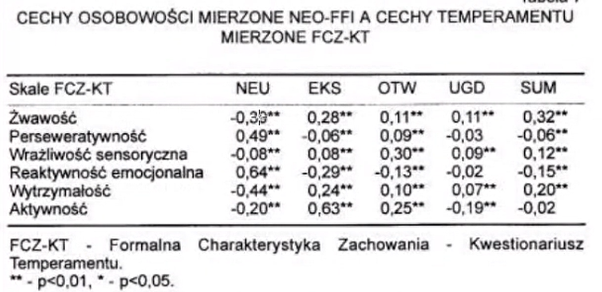 CECHY OSOBOWOŚCI MIERZONE NEO-FFI A CECHY TEMPERAMENTU
MIERZONE FCZ-KT
Skale FCZ-KT NEU EKS OTW UGD SUM
Żwawość -0,39** 0,28** 0,11** 0,11** 0,32**
Perseweratywność 0,49** -0,06** 0,09** -0,03 -0,06**
Wrażliwość sensoryczna -0,08** 0,08** 0,30** 0,09** 0,12**
Reaktywność emocjonalna 0,64** -0,29** -0,13** -0,02 -0,15**
Wytrzymałość -0,44** 0,24** 0,10** 0,07** 0,20**
Aktywność -0,20** 0,63** 0,25** -0,19** -0,02
FCZ-KT - Formalna Charakterystyka Zachowania - Kwestionariusz
Temperamentu.
** - p<0,01, * - p<0,05.